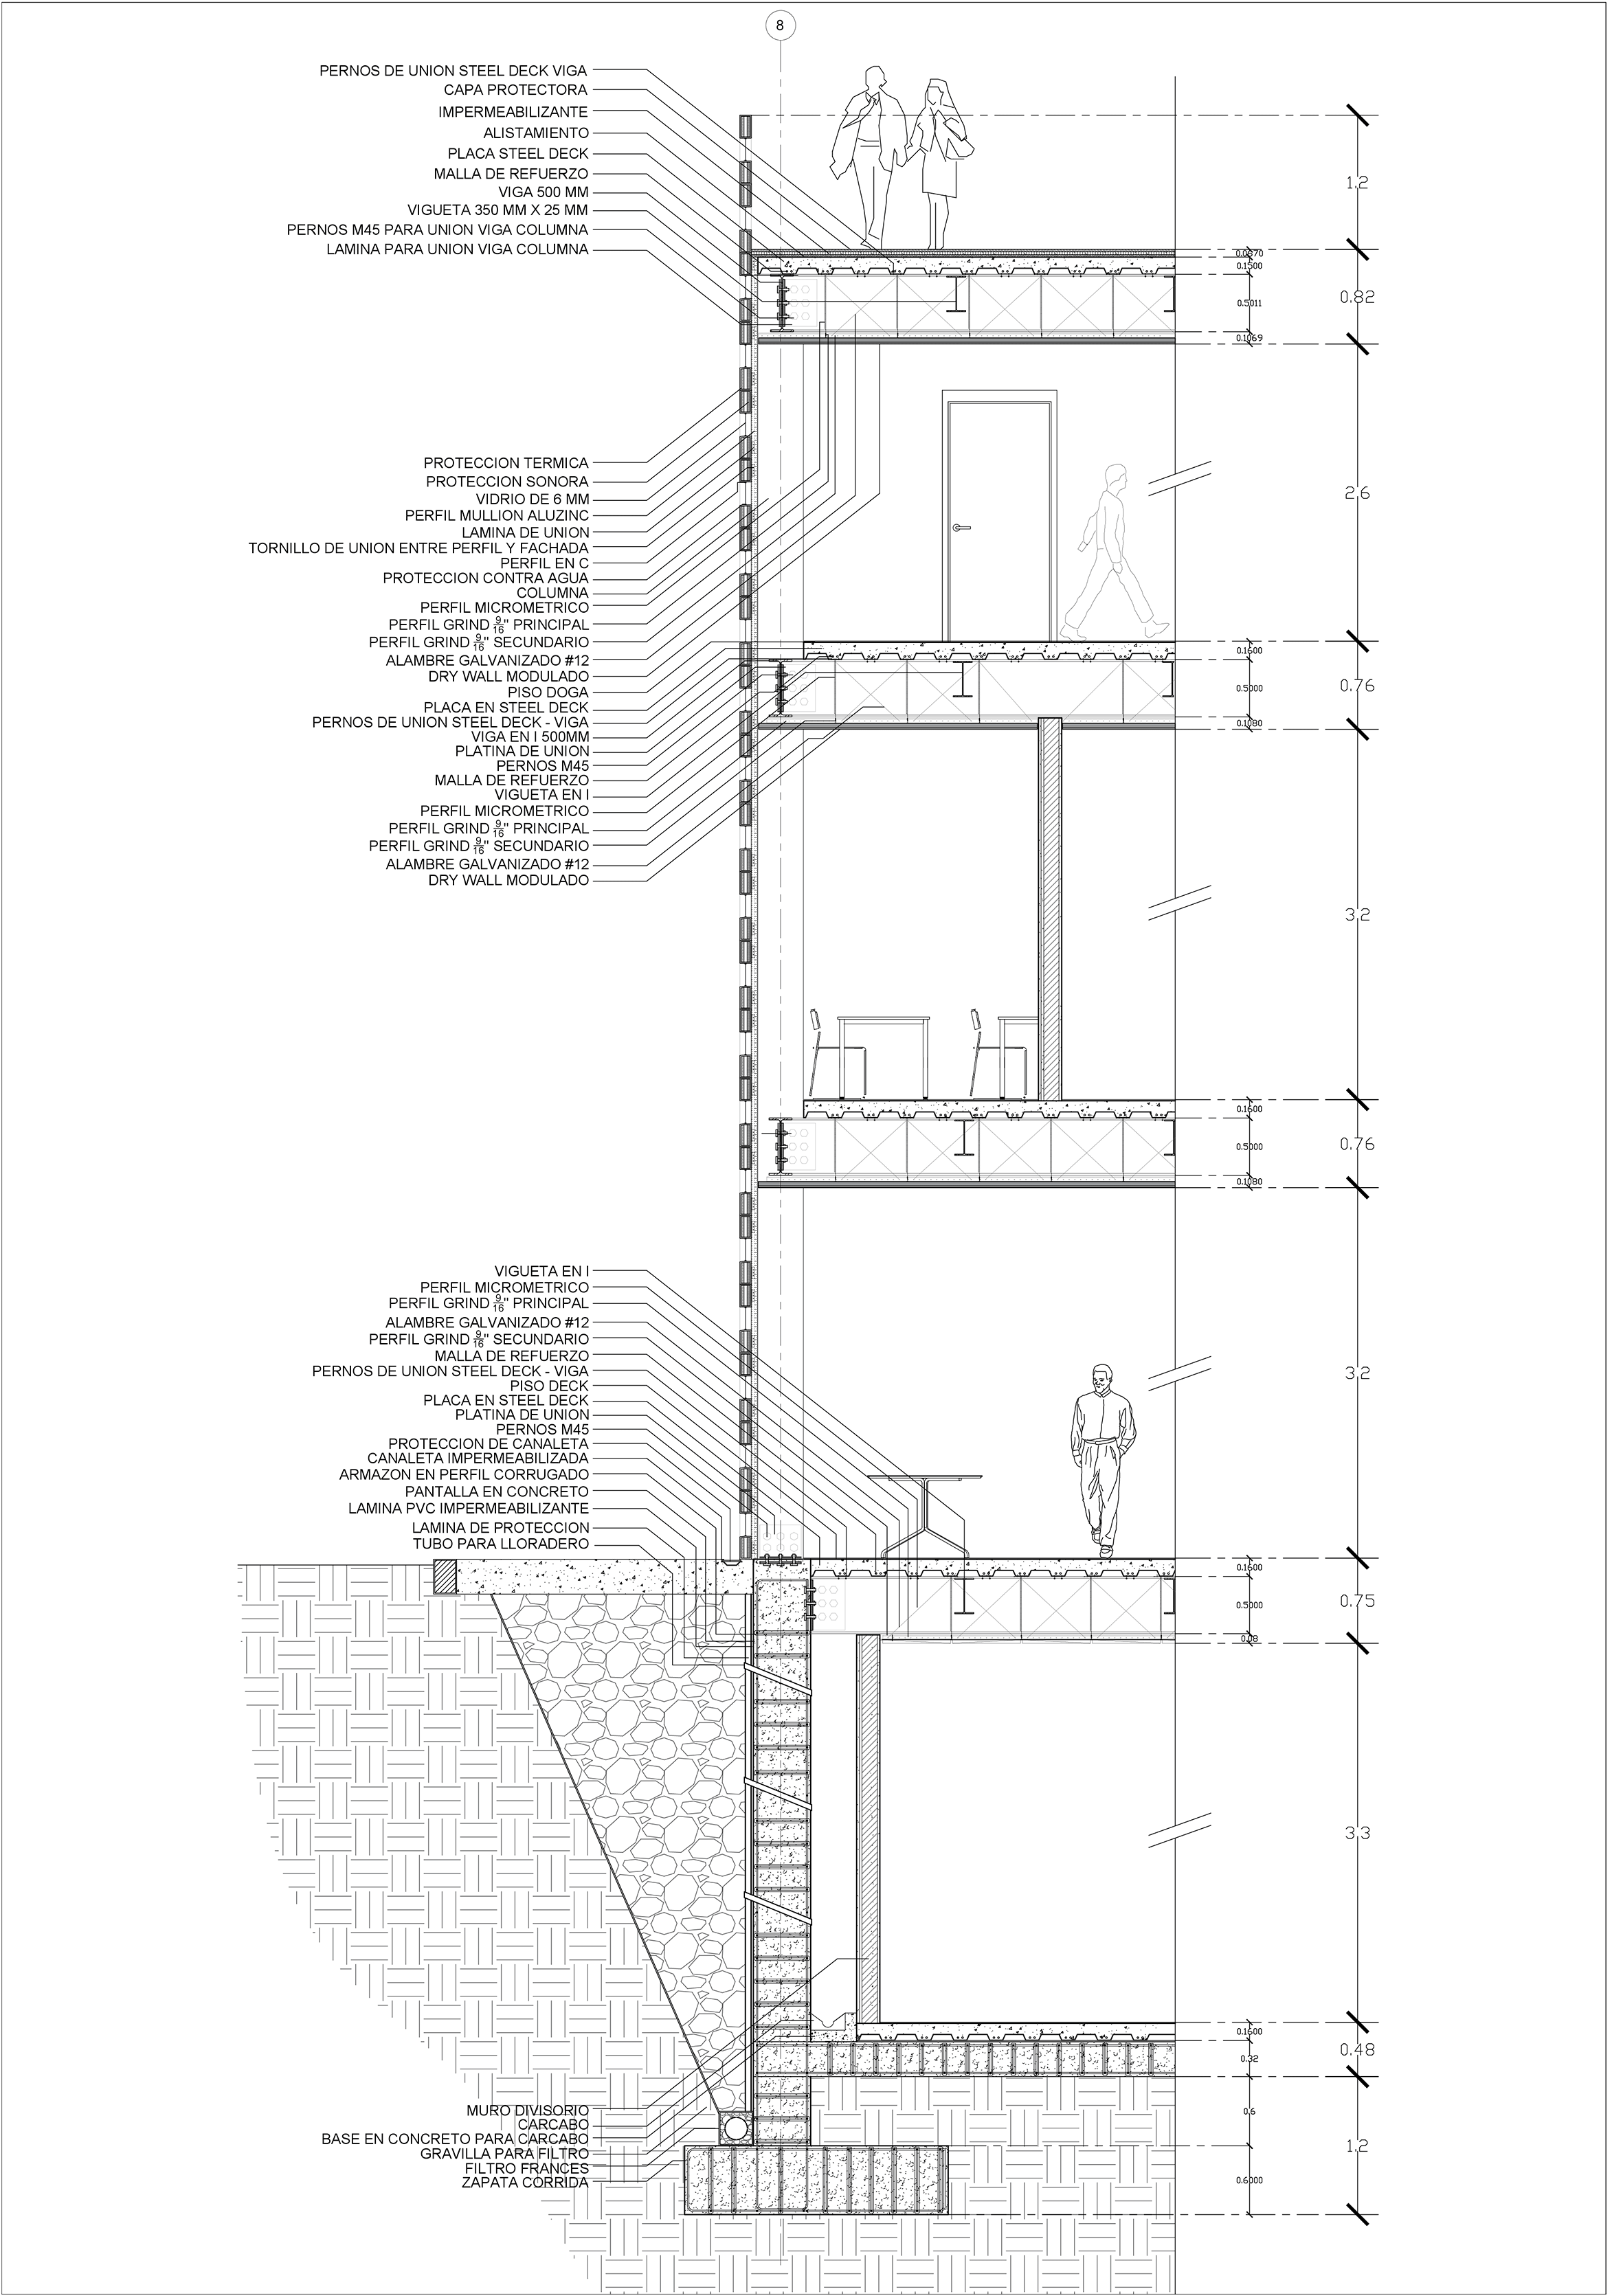 8
PERNOS DE UNION STEEL DECK VIGA
CAPA PROTECTORA
IMPERMEABILIZANTE
ALISTAMIENTO
PLACA STEEL DECK
MALLA DE REFUERZO
VIGA 500 MM
VIGUETA 350 MM X 25 MM
PERNOS M45 PARA UNION VIGA COLUMNA
LAMINA PARA UNION VIGA COLUMNA
PROTECCION TERMICA
PROTECCION SONORA
VIDRIO DE 6 MM
PERFIL MULLION ALUZINC
LAMINA DE UNION
TORNILLO DE UNION ENTRE PERFIL Y FACHADA
PERFIL EN C
PROTECCION CONTRA AGUA
COLUMNA
PERFIL MICROMETRICO
PERFIL GRIND 9/16" PRINCIPAL
PERFIL GRIND 9/16" SECUNDARIO
ALAMBRE GALVANIZADO #12
DRY WALL MODULADO
PISO DOGA
PLACA EN STEEL DECK
PERNOS DE UNION STEEL DECK - VIGA
VIGA EN I 500MM
PLATINA DE UNION
PERNOS M45
MALLA DE REFUERZO
VIGUETA EN I
PERFIL MICROMETRICO
PERFIL GRIND 9/16" PRINCIPAL
PERFIL GRIND 9/16" SECUNDARIO
ALAMBRE GALVANIZADO #12
DRY WALL MODULADO
VIGUETA EN I
PERFIL MICROMETRICO
PERFIL GRIND 9/16" PRINCIPAL
ALAMBRE GALVANIZADO #12
PERFIL GRIND 9/16" SECUNDARIO
MALLA DE REFUERZO
PERNOS DE UNION STEEL DECK - VIGA
PISO DECK
PLACA EN STEEL DECK
PLATINA DE UNION
PERNOS M45
PROTECCION DE CANALETA
CANALETA IMPERMEABILIZADA
ARMAZON EN PERFIL CORRUGADO
PANTALLA EN CONCRETO
LAMINA PVC IMPERMEABILIZANTE
LAMINA DE PROTECCION
TUBO PARA LLORADERO
MURO DIVISORIO
CARCABO
BASE EN CONCRETO PARA CARCABO
GRAVILLA PARA FILTRO
FILTRO FRANCES
ZAPATA CORRIDA
0.0870
0.1500
0.5011
0.1069
0.1600
0.5000
0.1080
0.1600
0.5000
0.1080
0.1600
0.5000
0.08
0.1600
0.32
0.6
0.6000
1.2
0.82
2.6
0.76
3.2
0.76
3.2
0.75
3.3
0.48
1.2